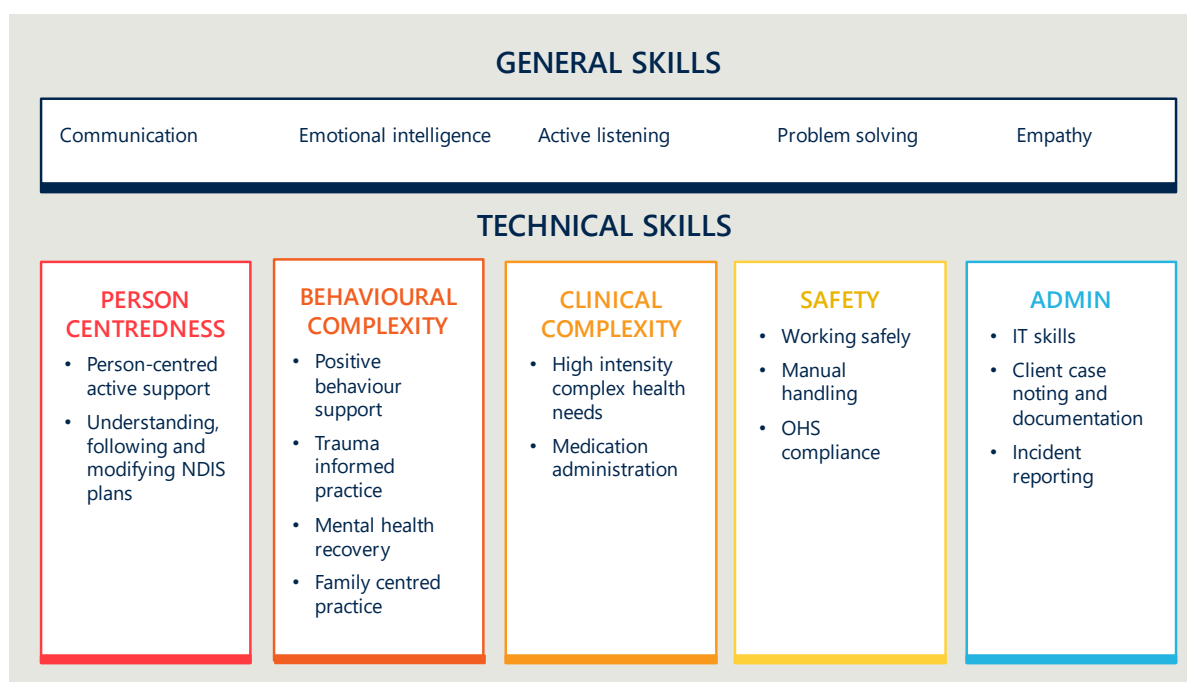 GENERAL SKILLS
Communication
Emotional intelligence
Active listening
Problem solving
Empathy
TECHNICAL SKILLS
PERSON
CENTREDNESS
• Person-centred
active support
• Understanding,
following and
modifying NDIS
plans
BEHAVIOURAL
COMPLEXITY
• Positive
behaviour
support
• Trauma
informed
practice
• Mental health
recovery
• Family centred
practice
CLINICAL
COMPLEXITY
• High intensity
complex health
needs
• Medication
administration
SAFETY
• Working safely
• Manual
handling
• OHS
compliance
ADMIN
• IT skills
• Client case
noting and
documentation
• Incident
reporting